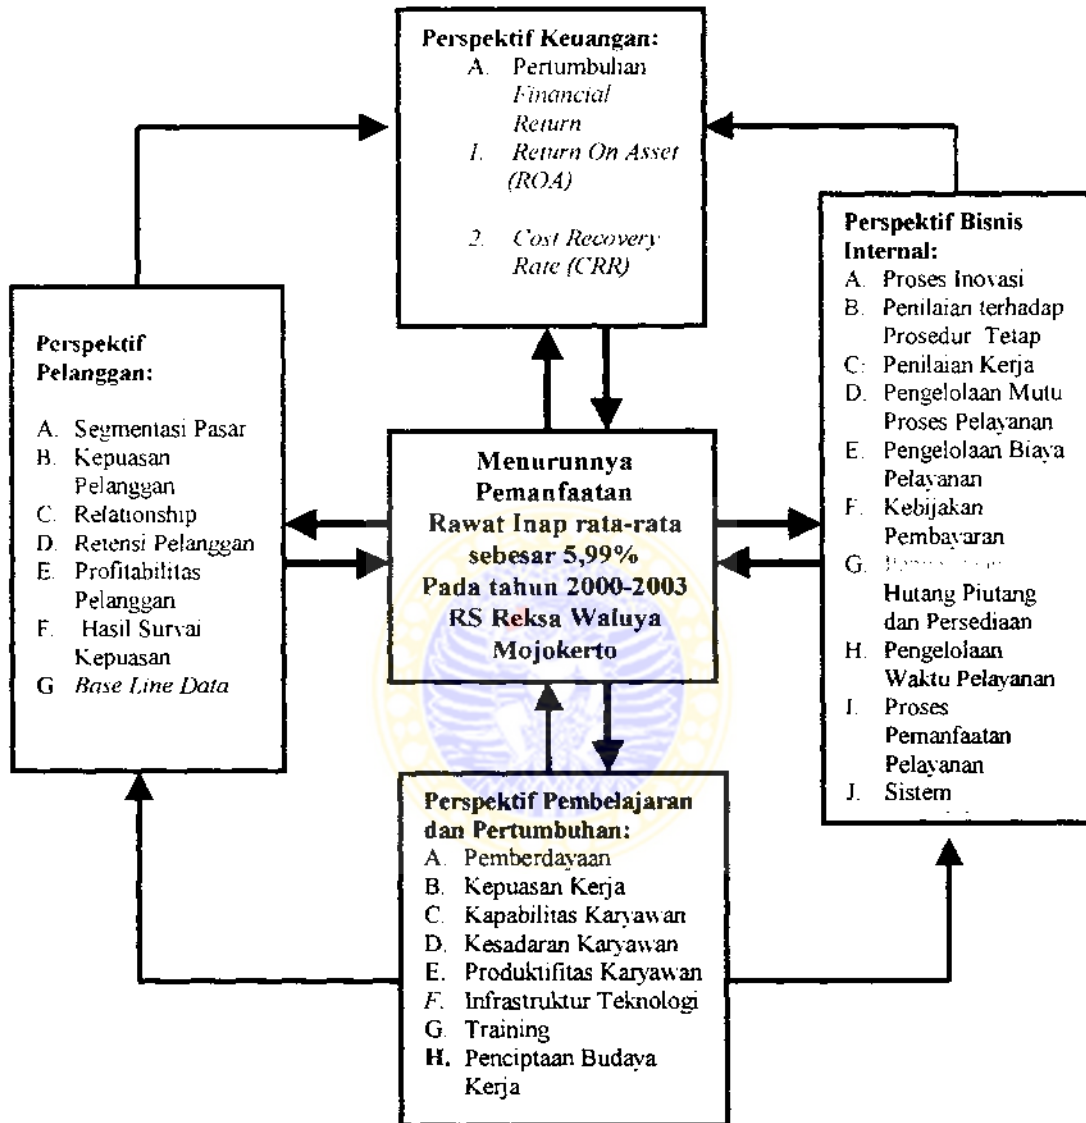 Perspektif Keuangan:
A. Pertumbuhan
Financial
Return
1. Return On Asset
(ROA)
2. Cost Recovery
Rate (CRR)
Perspektif
Pelanggan:
A. Segmentasi Pasar
B. Kepuasan
Pelanggan
C. Relationship
D. Retensi Pelanggan
E. Profitabilitas
Pelanggan
F. Hasil Survai
Kepuasan
G Base Line Data
Menurunnya
Pemanfaatan
Rawat Inap rata-rata
sebesar 5,99%
Pada tahun 2000-2003
RS Reksa Waluya
Mojokerto
Perspektif Bisnis
Internal:
A. Proses Inovasi
B. Penilaian terhadap
Prosedur Tetap
C. Penilaian Kerja
D. Pengelolaan Mutu
Proses Pelayanan
E. Pengelolaan Biaya
Pelayanan
F. Kebijakan
Pembayaran
G.
Hutang Piutang
dan Persediaan
H. Pengelolaan
Waktu Pelayanan
I. Proses
Pemanfaatan
Pelayanan
J. Sistem
Perspektif Pembelajaran
dan Pertumbuhan:
A. Pemberdayaan
B. Kepuasan Kerja
C. Kapabilitas Karyawan
D. Kesadaran Karyawan
E. Produktifitas Karyawan
F. Infrastruktur Teknologi
G. Training
H. Penciptaan Budaya
Kerja